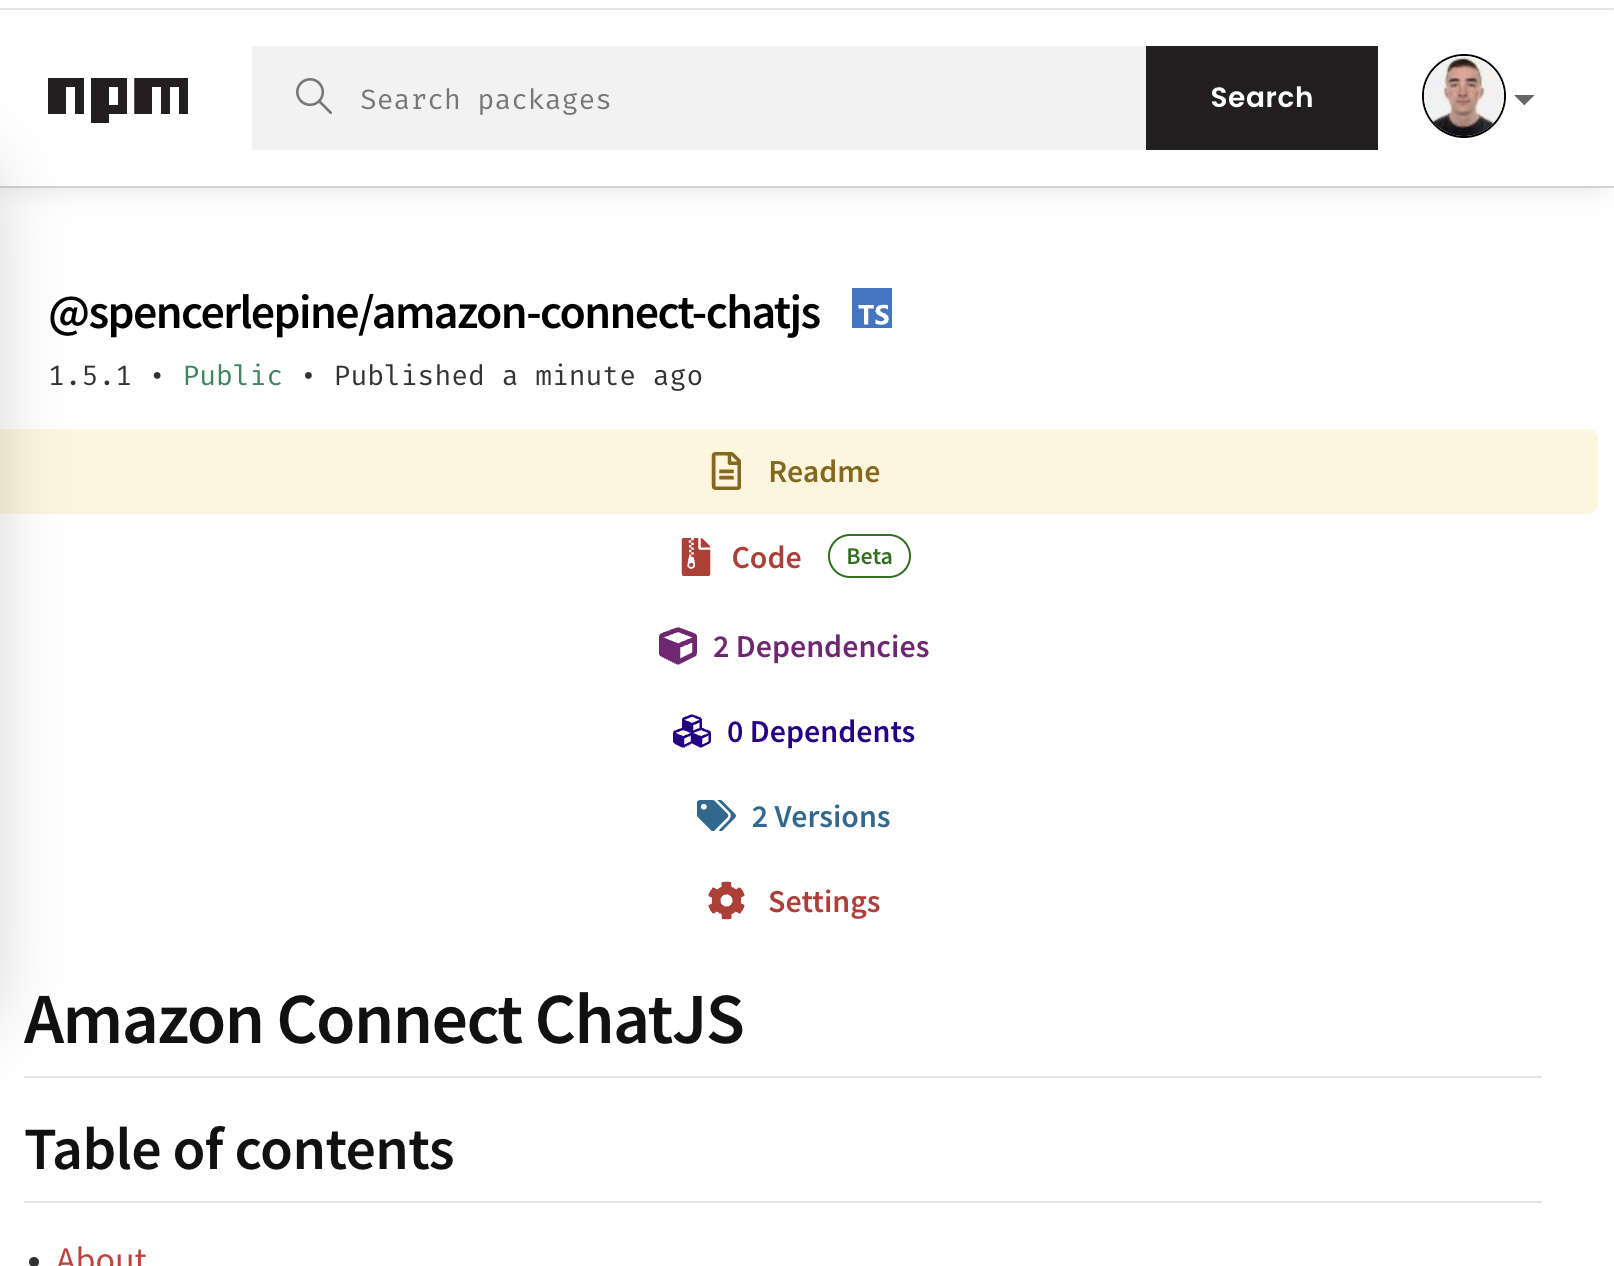 npm
Search packages
Search
@spencerlepine/amazon-connect-chatjs TS
1.5.1 • Public • Published a minute ago
Readme
Code Beta
2 Dependencies
0 Dependents
2 Versions
Settings
Amazon Connect ChatJS
Table of contents
• About